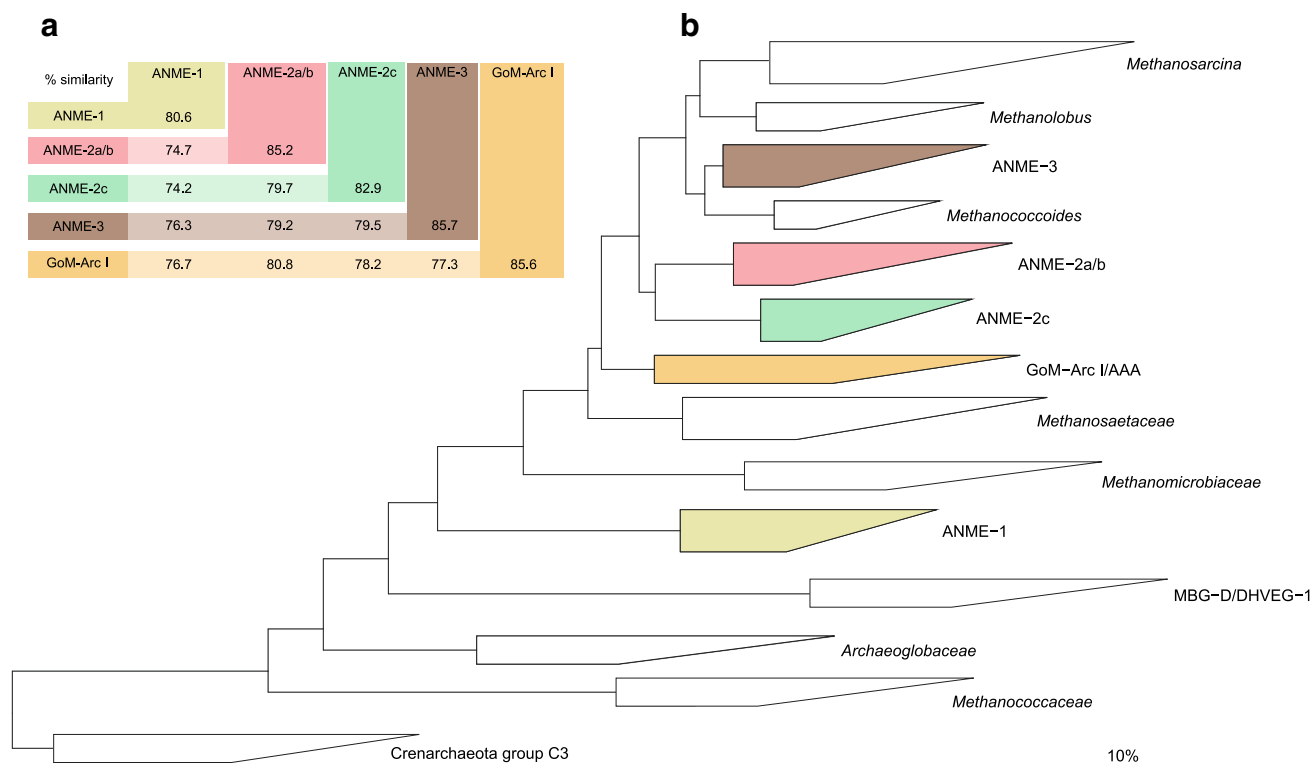 a
% similarity ANME-1 ANME-2a/b ANME-2c ANME-3 GoM-Arc I
ANME-1 80.6
ANME-2a/b 74.7 85.2
ANME-2c 74.2 79.7 82.9
ANME-3 76.3 79.2 79.5 85.7
GoM-Arc I 76.7 80.8 78.2 77.3 85.6
b
Methanosarcina
Methanolobus
ANME−3
Methanococcoides
ANME−2a/b
ANME−2c
GoM−Arc I/AAA
Methanosaetaceae
Methanomicrobiaceae
ANME−1
MBG−D/DHVEG−1
Archaeoglobaceae
Methanococcaceae
Crenarchaeota group C3
10%